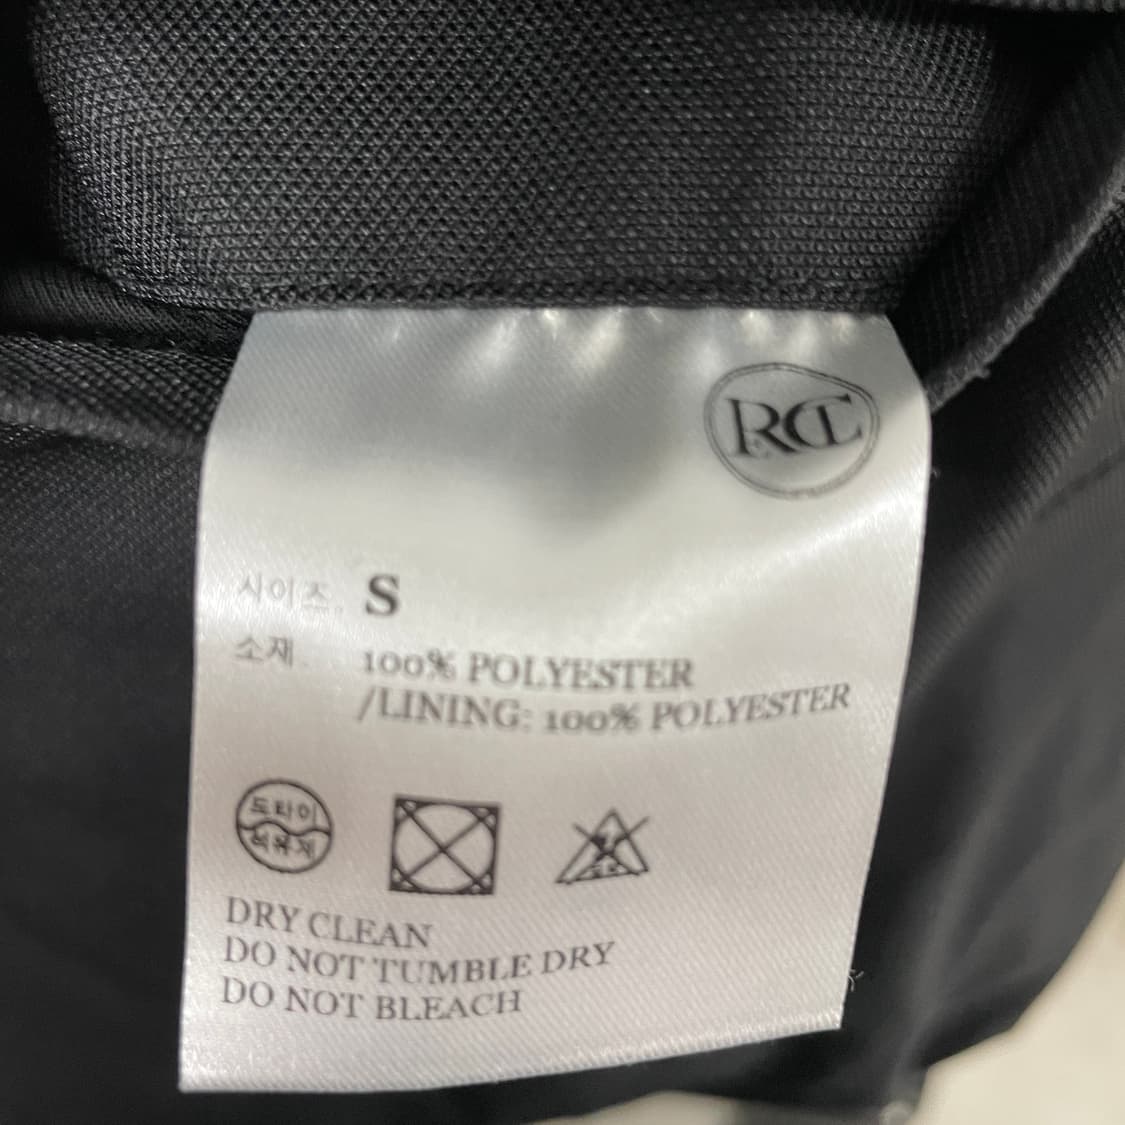 RCT
사이즈 S
소재 100% POLYESTER
/LINING: 100% POLYESTER
드라이
석유계
DRY CLEAN
DO NOT TUMBLE DRY
DO NOT BLEACH